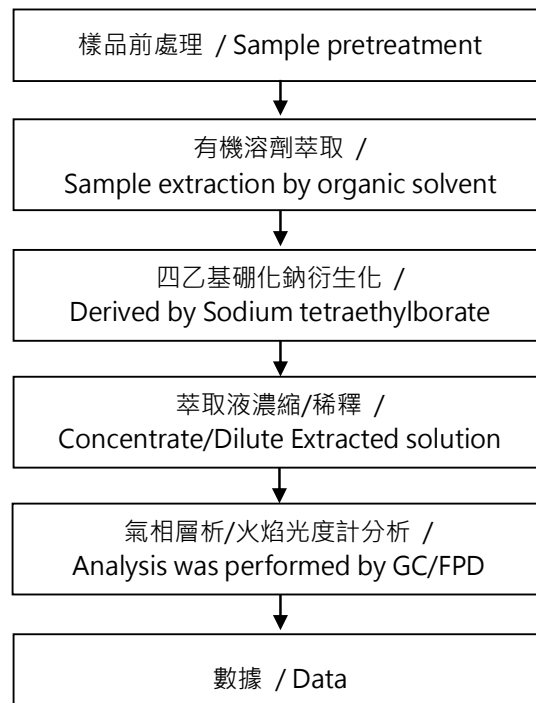 樣品前處理 / Sample pretreatment
有機溶劑萃取 /
Sample extraction by organic solvent
四乙基硼化鈉衍生化 /
Derived by Sodium tetraethylborate
萃取液濃縮/稀釋 /
Concentrate/Dilute Extracted solution
氣相層析/火焰光度計分析 /
Analysis was performed by GC/FPD
數據 / Data